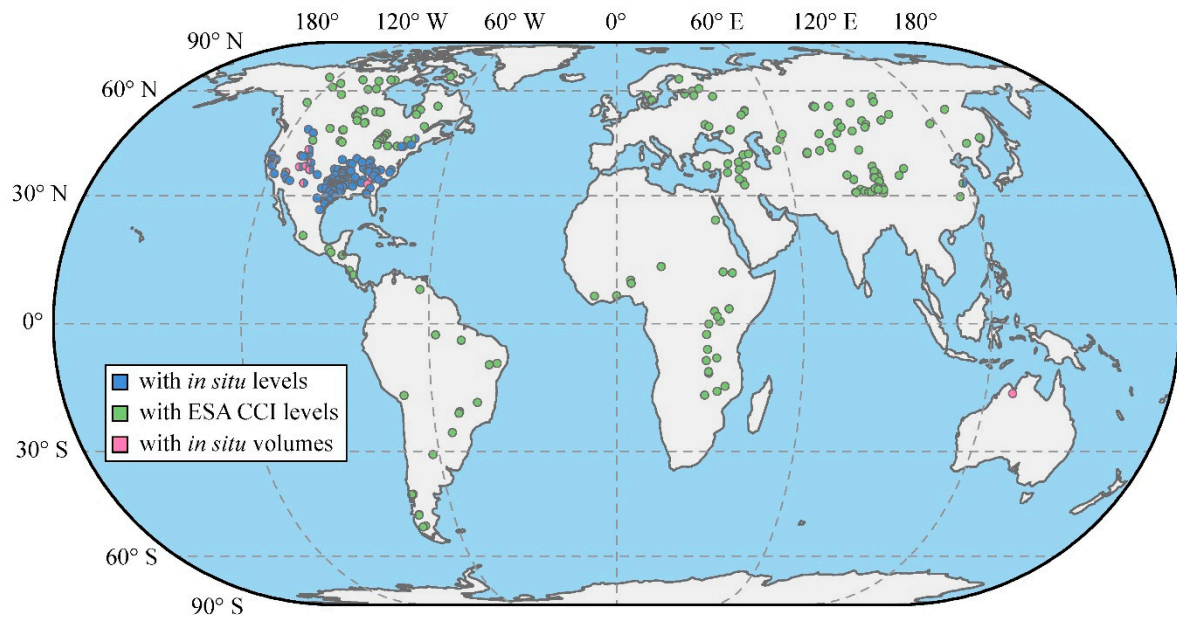 180° 120° W 60° W 0° 60° E 120° E 180°
90° N
60° N
30° N
0°
with in situ levels
with ESA CCI levels
with in situ volumes
30° S
60° S
90° S